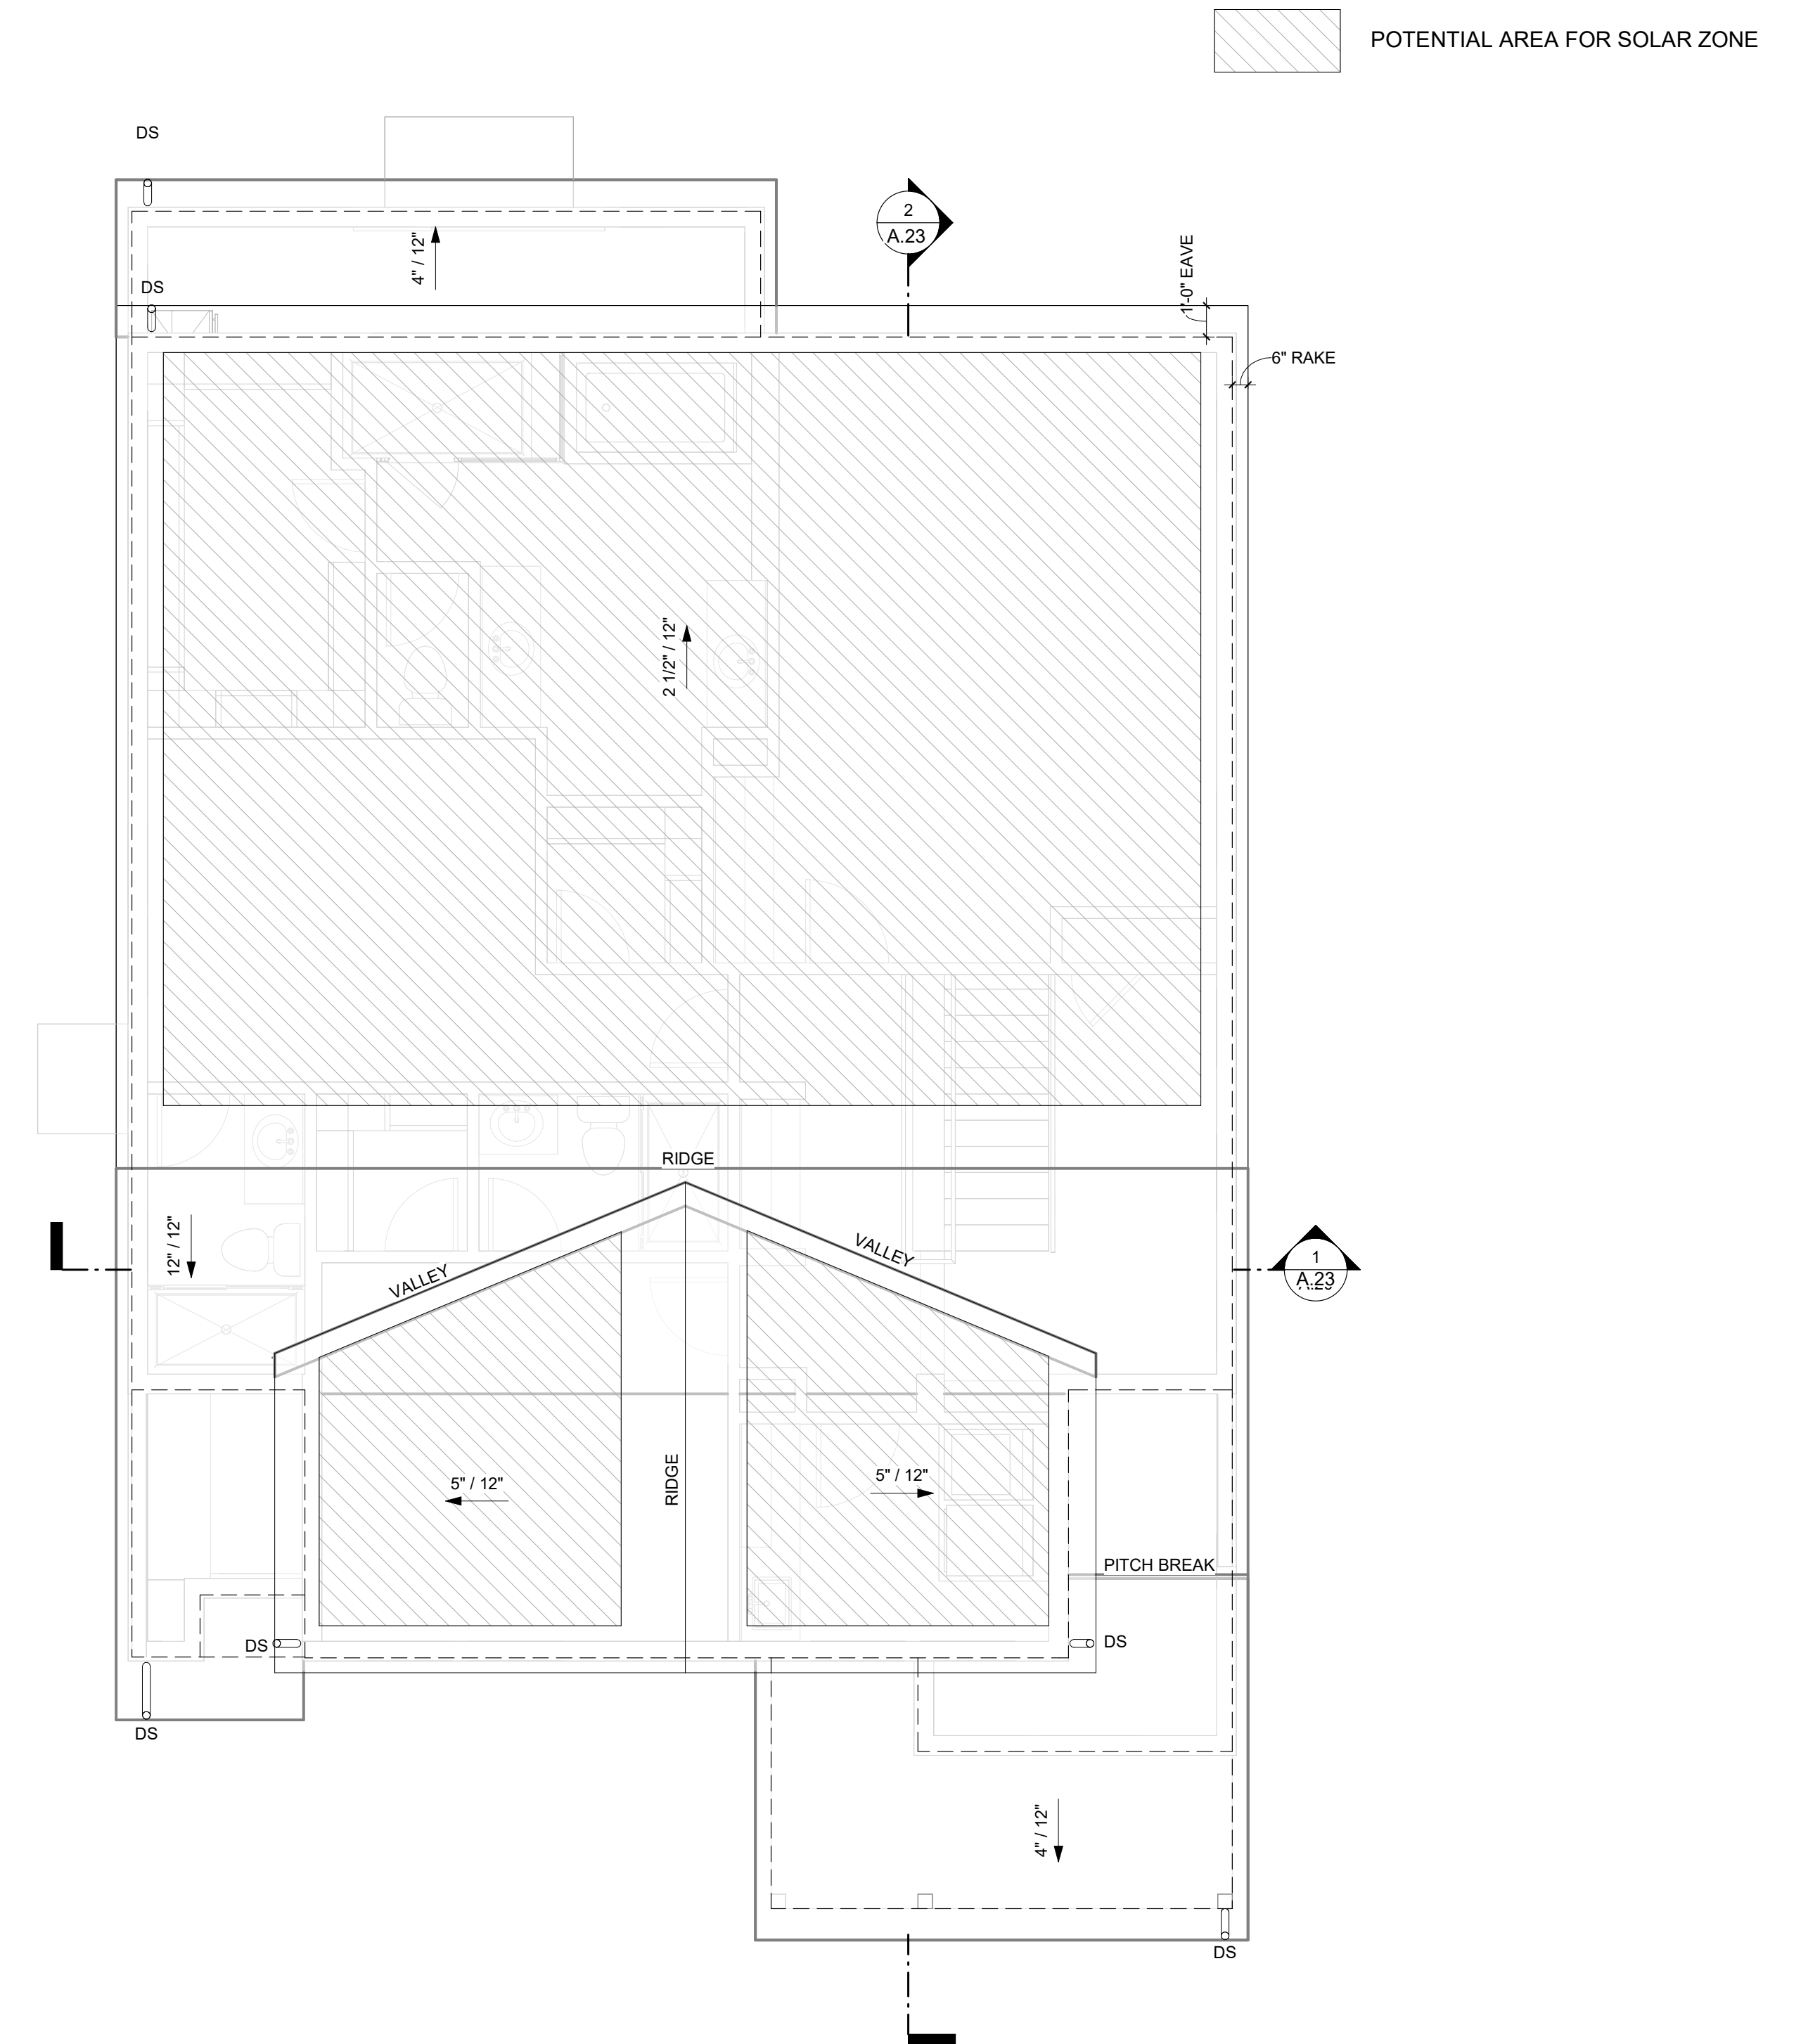 POTENTIAL AREA FOR SOLAR ZONE
DS
2
A.23
4" / 12"
1'-0" EAVE
DS
6" RAKE
2 1/2" / 12"
RIDGE
12" / 12"
VALLEY
VALLEY
1
A.23
5" / 12"
RIDGE
5" / 12"
PITCH BREAK
DS
DS
DS
4" / 12"
DS